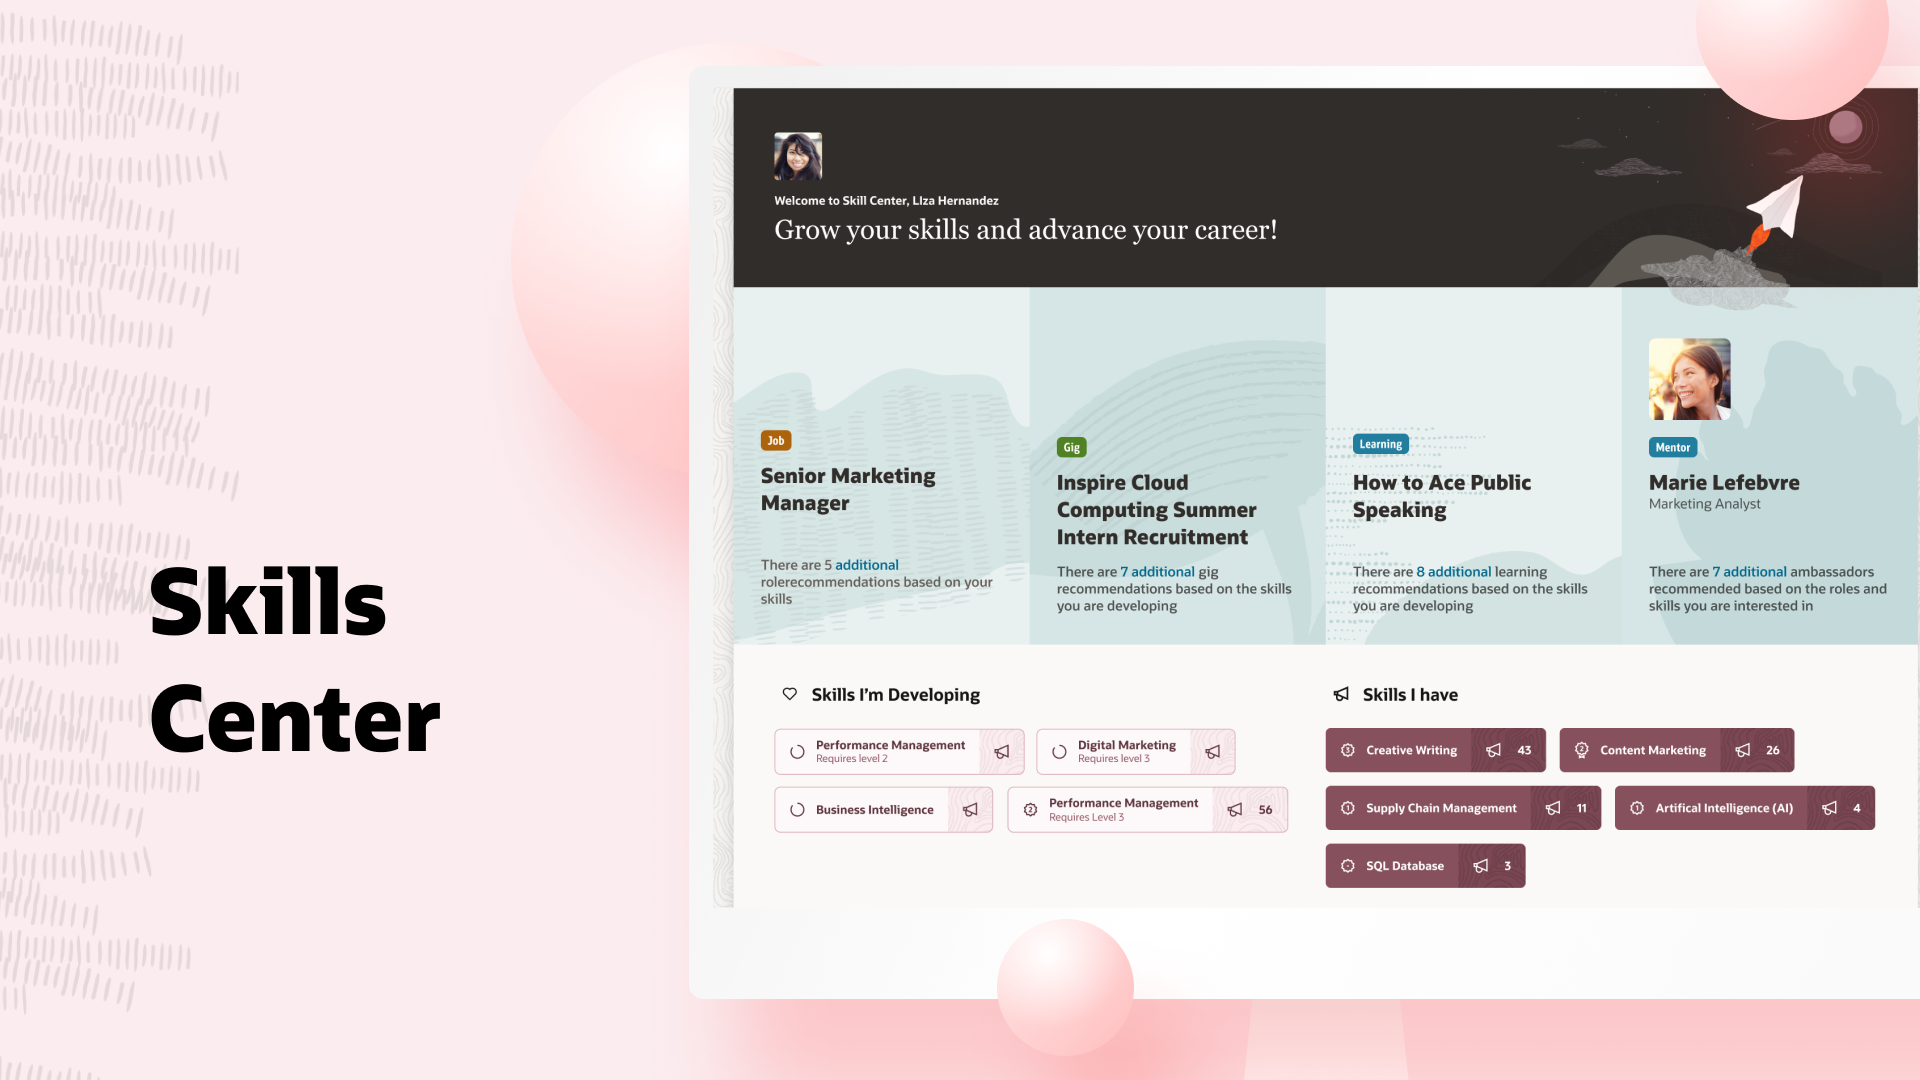 Skills
Center
Welcome to Skill Center, LIza Hernandez
Grow your skills and advance your career!
Job
Senior Marketing
Manager
There are 5 additional
rolerecommendations based on your
skills
Gig
Inspire Cloud
Computing Summer
Intern Recruitment
There are 7 additional gig
recommendations based on the skills
you are developing
Learning
How to Ace Public
Speaking
There are 8 additional learning
recommendations based on the skills
you are developing
Mentor
Marie Lefebvre
Marketing Analyst
There are 7 additional ambassadors
recommended based on the roles and
skills you are interested in
Skills I'm Developing
Performance Management
Requires level 2
Digital Marketing
Requires level 3
Business Intelligence
2
Performance Management
Requires Level 3
56
Skills I have
3 Creative Writing 43
2 Content Marketing 26
1 Supply Chain Management 11
1 Artifical Intelligence (AI) 4
SQL Database 3